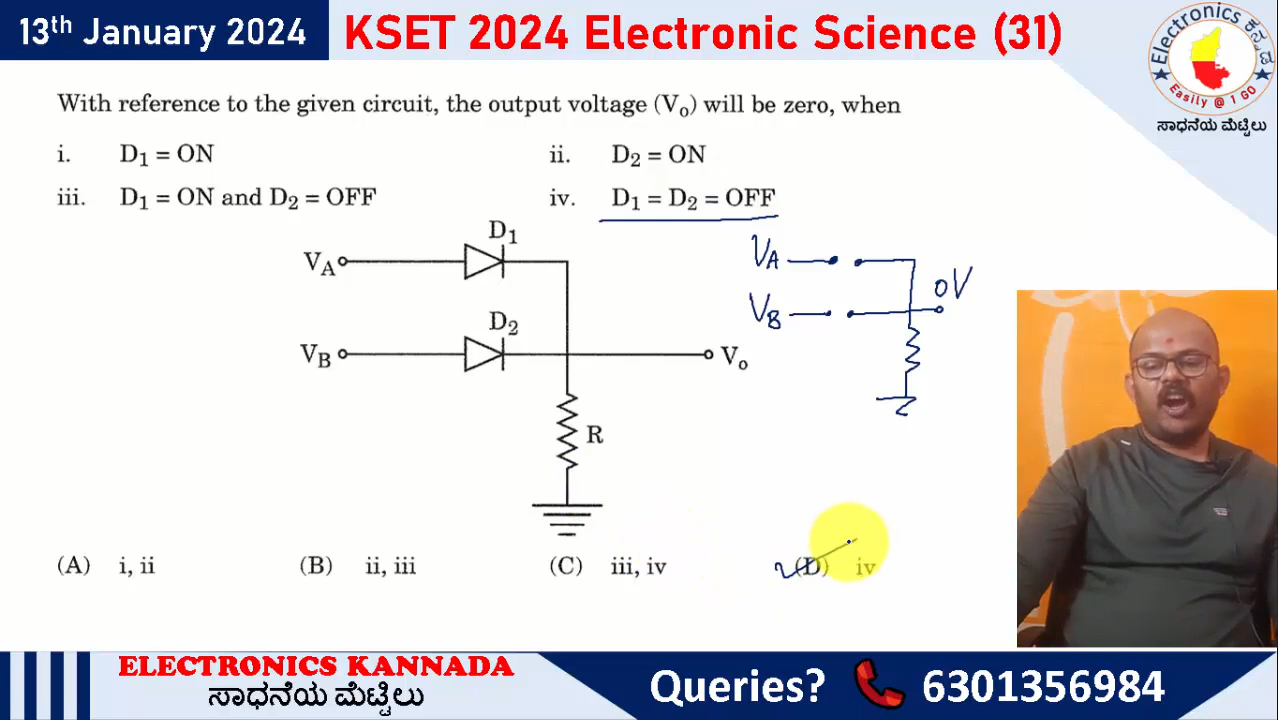 13th January 2024
KSET 2024 Electronic Science (31)
Electronics ಕನ್ನಡ
Easily @ 1 GO
ಸಾಧನೆಯ ಮೆಟ್ಟಿಲು
With reference to the given circuit, the output voltage (Vo) will be zero, when
i. D1 = ON ii. D2 = ON
iii. D1 = ON and D2 = OFF iv. D1 = D2 = OFF
D1
VA
VA
0V
VB
D2
VB
Vo
R
(A) i, ii (B) ii, iii (C) iii, iv (D) iv
ELECTRONICS KANNADA
ಸಾಧನೆಯ ಮೆಟ್ಟಿಲು
Queries? 6301356984